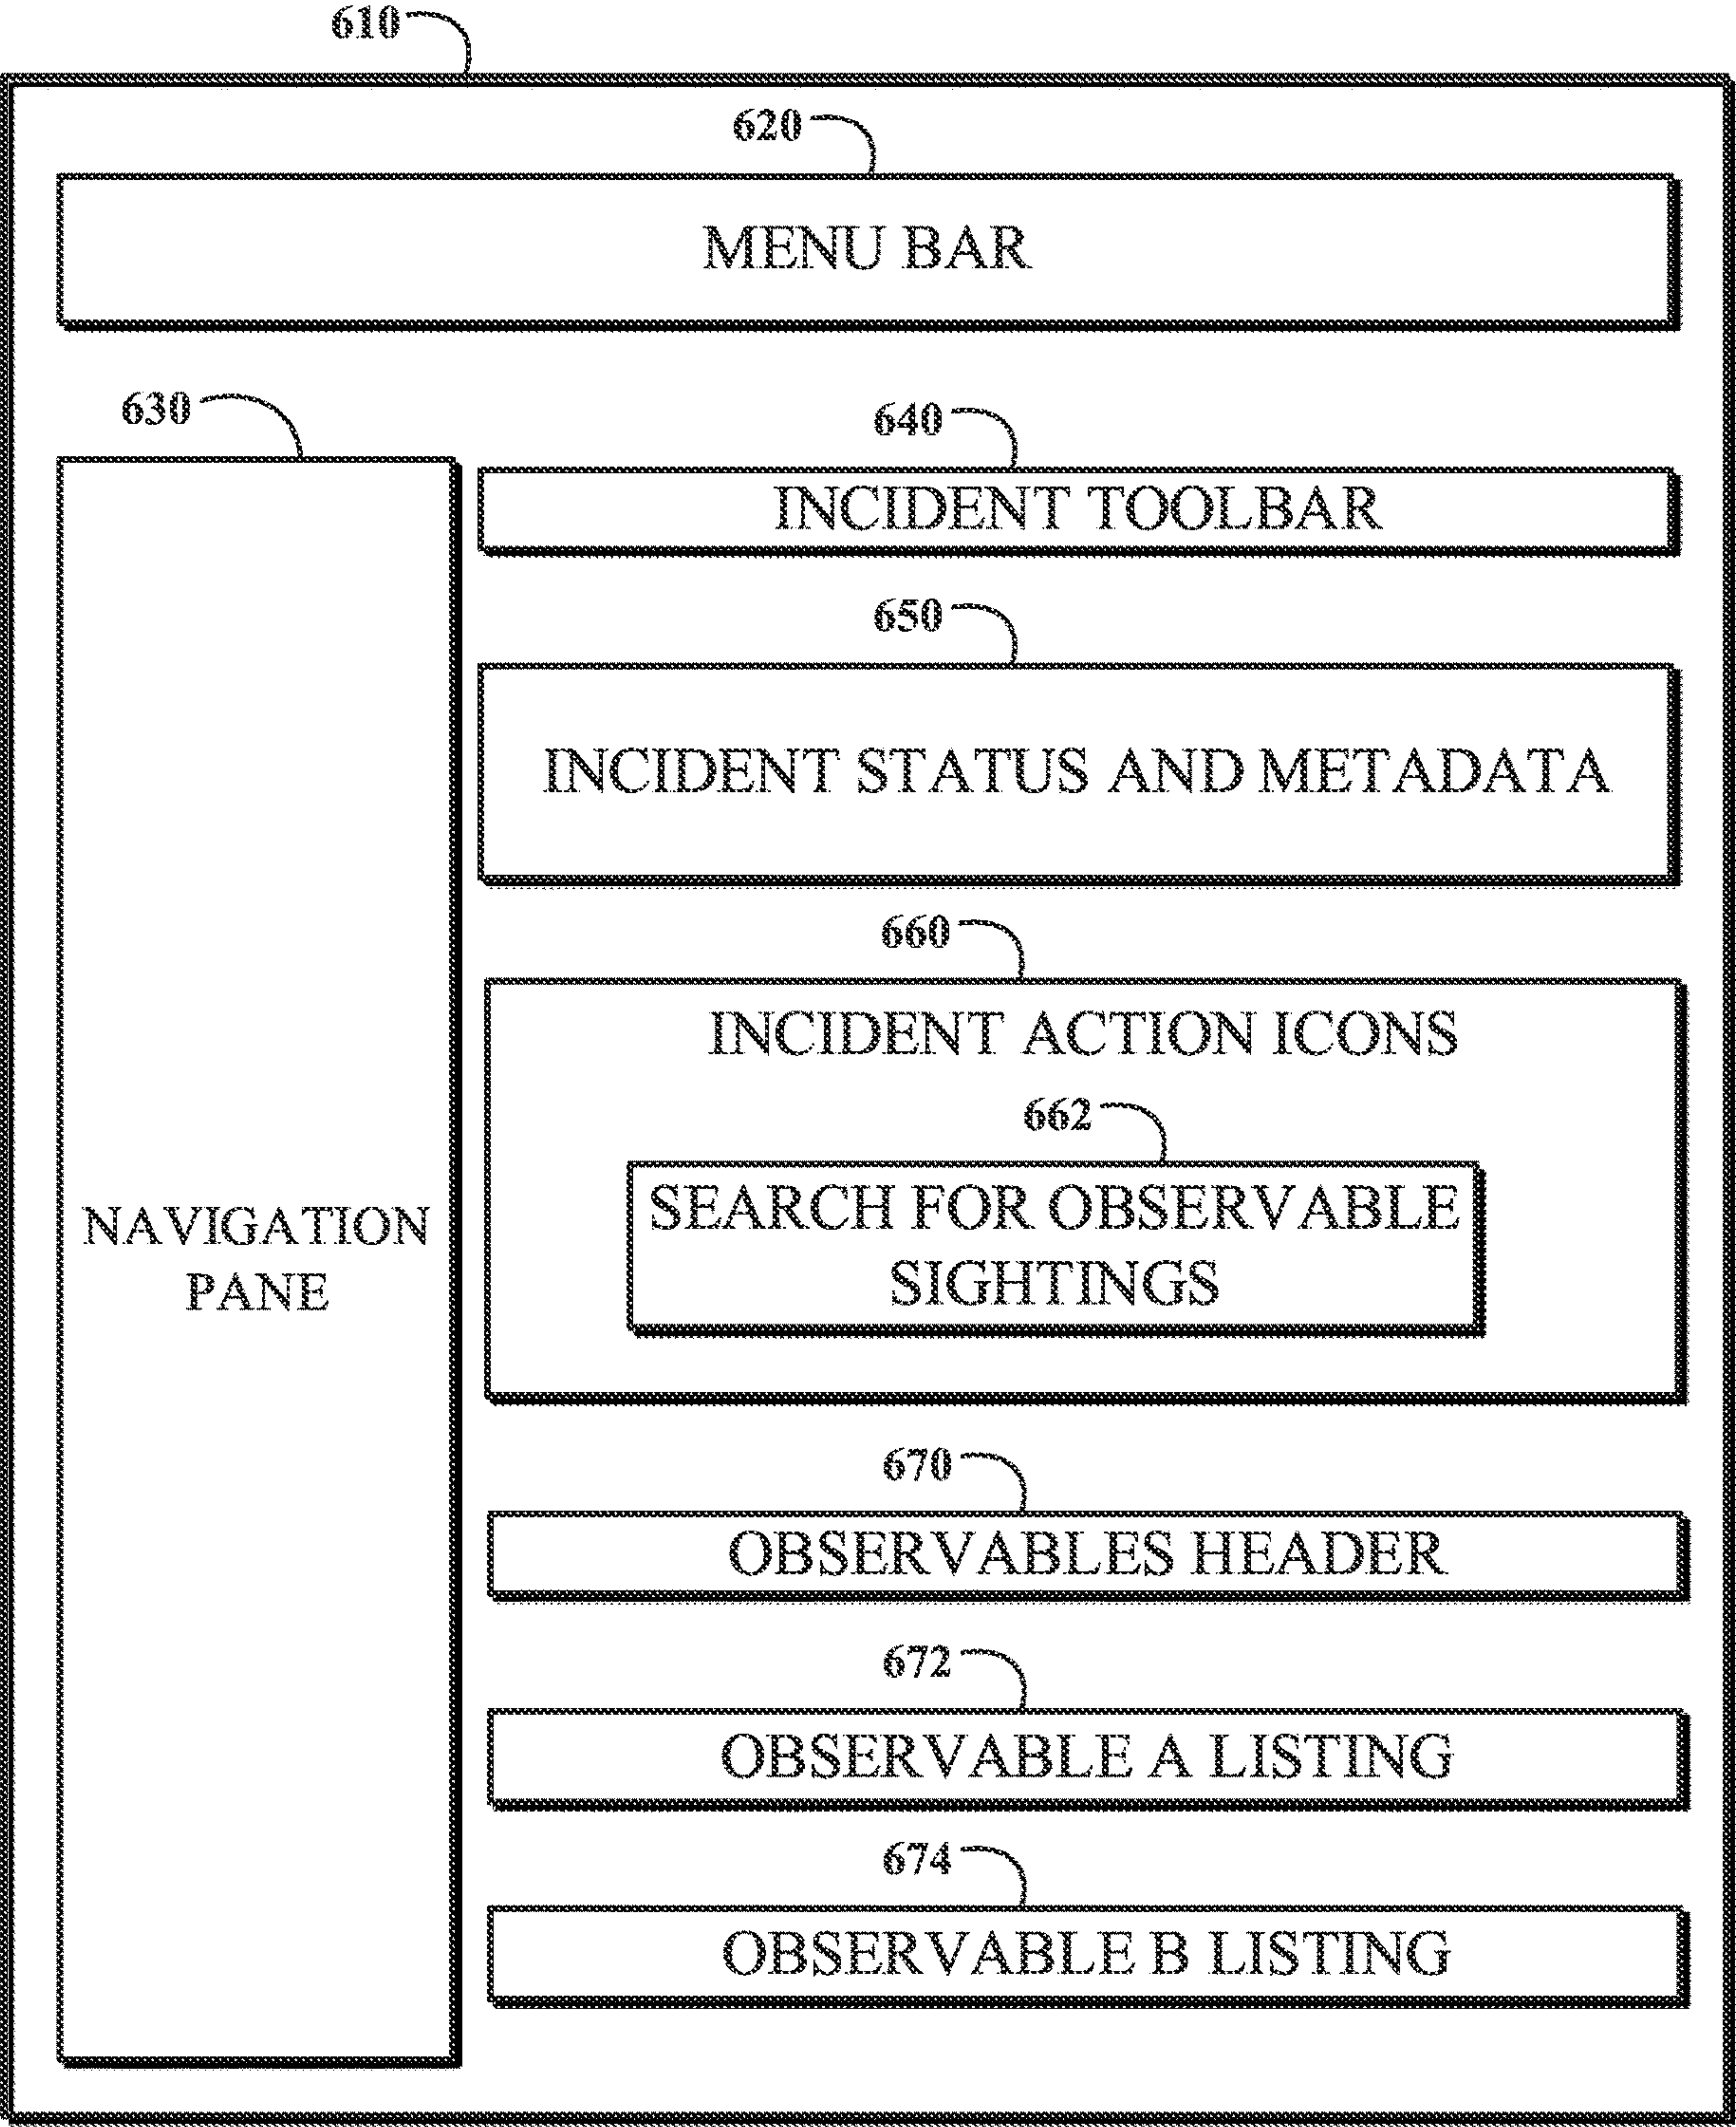 610
620
MENU BAR
630
NAVIGATION
PANE
640
INCIDENT TOOLBAR
650
INCIDENT STATUS AND METADATA
660
INCIDENT ACTION ICONS
662
SEARCH FOR OBSERVABLE
SIGHTINGS
670
OBSERVABLES HEADER
672
OBSERVABLE A LISTING
674
OBSERVABLE B LISTING